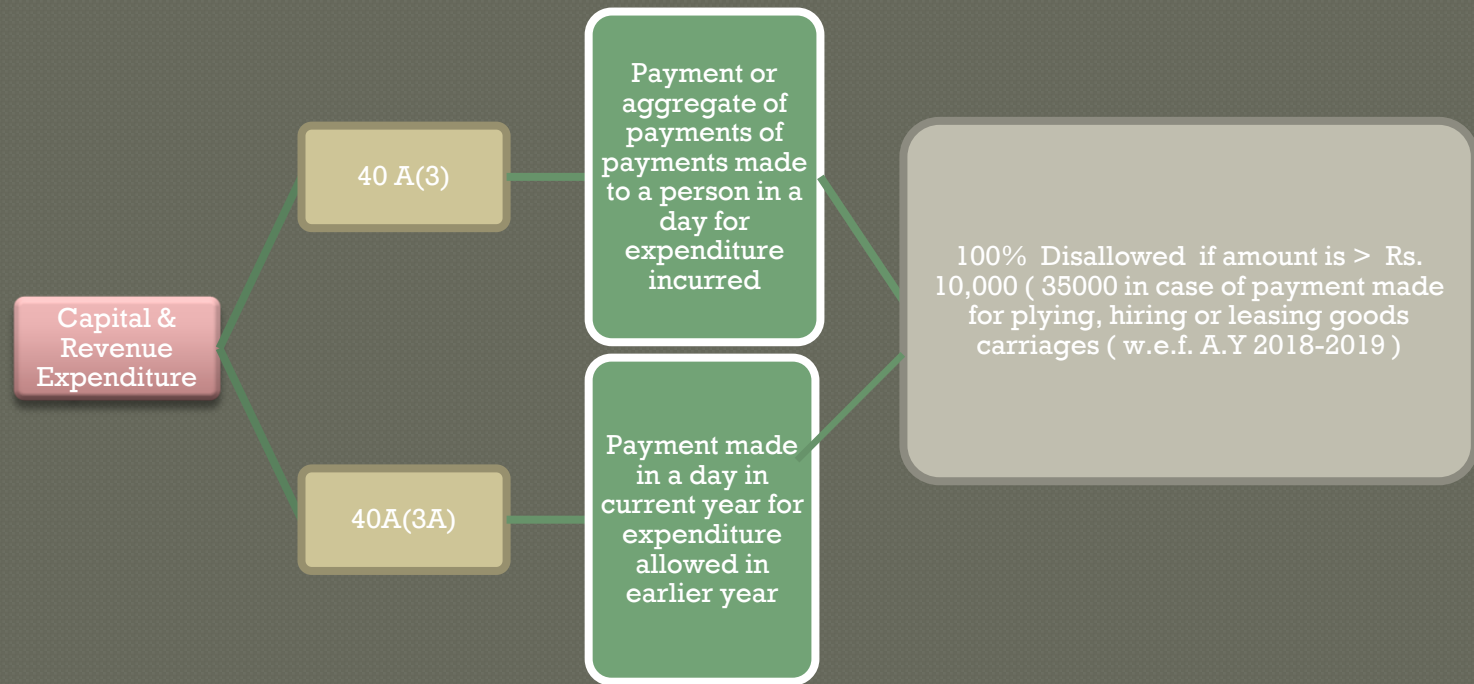 Capital &
Revenue
Expenditure
40 A(3)
40A(3A)
Payment or
aggregate of
payments of
payments made
to a person in a
day for
expenditure
incurred
Payment made
in a day in
current year for
expenditure
allowed in
earlier year
100% Disallowed if amount is > Rs.
10,000 ( 35000 in case of payment made
for plying, hiring or leasing goods
carriages ( w.e.f. A.Y 2018-2019 )